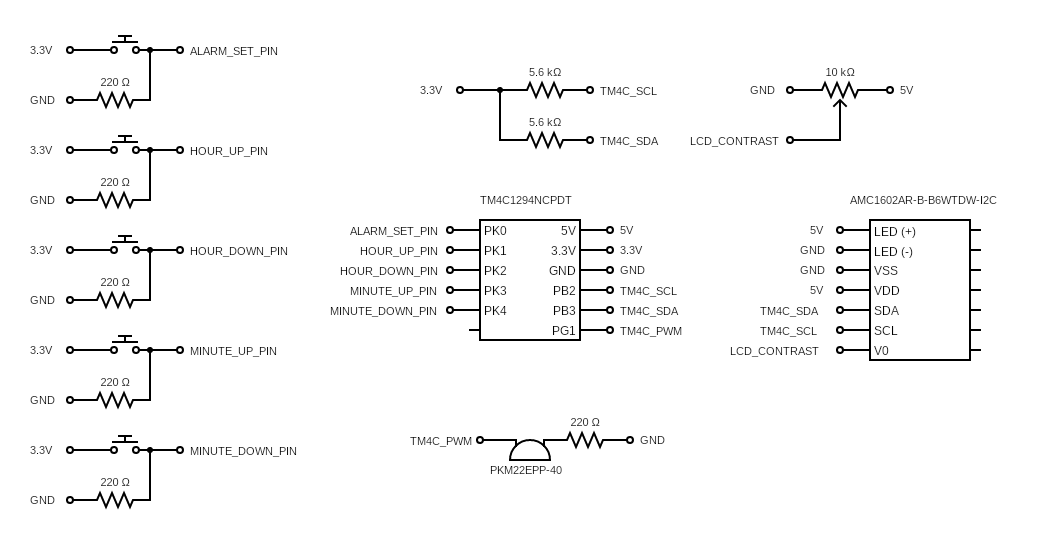 3.3V
ALARM_SET_PIN
220 Ω
GND
3.3V
HOUR_UP_PIN
220 Ω
GND
3.3V
HOUR_DOWN_PIN
220 Ω
GND
3.3V
MINUTE_UP_PIN
220 Ω
GND
3.3V
MINUTE_DOWN_PIN
220 Ω
GND
5.6 kΩ
3.3V
TM4C_SCL
5.6 kΩ
TM4C_SDA
10 kΩ
GND
5V
LCD_CONTRAST
TM4C1294NCPDT
ALARM_SET_PIN PK0 5V 5V
HOUR_UP_PIN PK1 3.3V 3.3V
HOUR_DOWN_PIN PK2 GND GND
MINUTE_UP_PIN PK3 PB2 TM4C_SCL
MINUTE_DOWN_PIN PK4 PB3 TM4C_SDA
PG1 TM4C_PWM
AMC1602AR-B-B6WTDW-I2C
5V LED (+)
GND LED (-)
GND VSS
5V VDD
TM4C_SDA SDA
TM4C_SCL SCL
LCD_CONTRAST V0
220 Ω
TM4C_PWM
GND
PKM22EPP-40